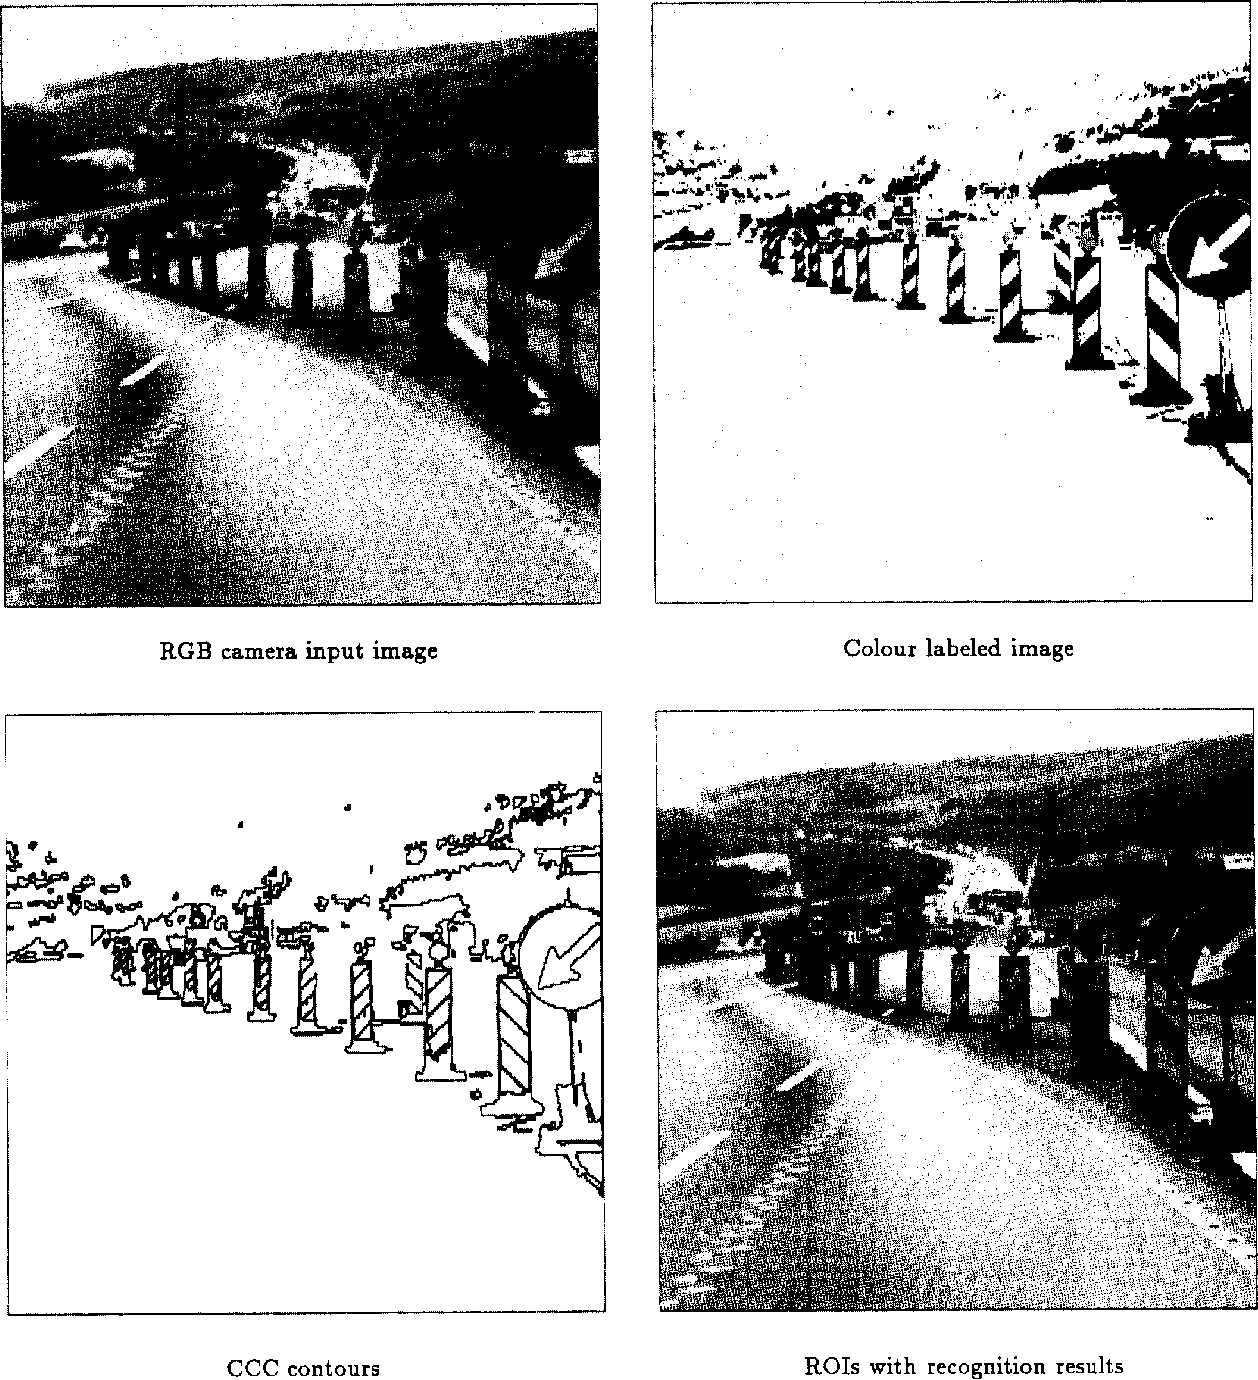 RGB camera input image
Colour labeled image
CCC contours
ROIs with recognition results